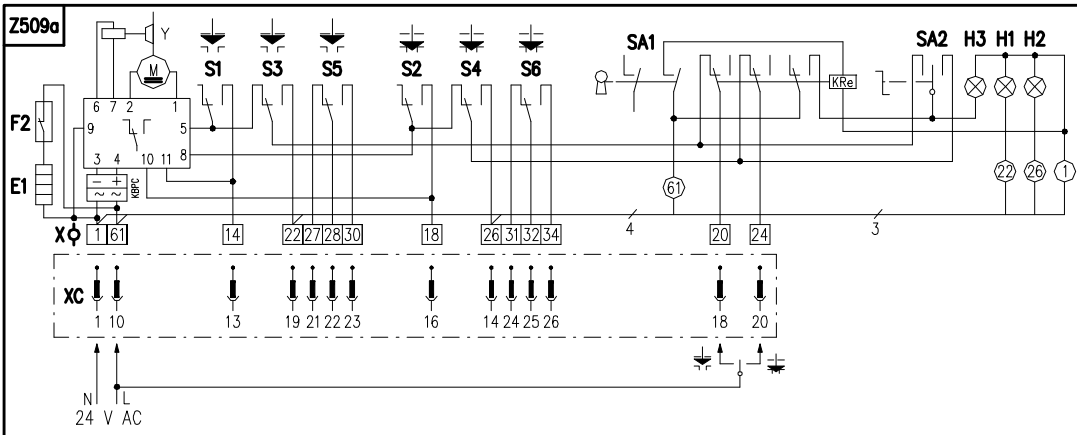 Z509a
Y
M
S1 S3 S5 S2 S4 S6
SA1 SA2 H3 H1 H2
KRe
6 7 2 1
F2
9 5
8
3 4 10 11
E1
− +
~ ~
KBPC
61 22 26 1
X 1 61 14 22 27 28 30 18 26 31 32 34 4 20 24 3
XC
1 10 13 19 21 22 23 16 14 24 25 26 18 20
N L
24 V AC